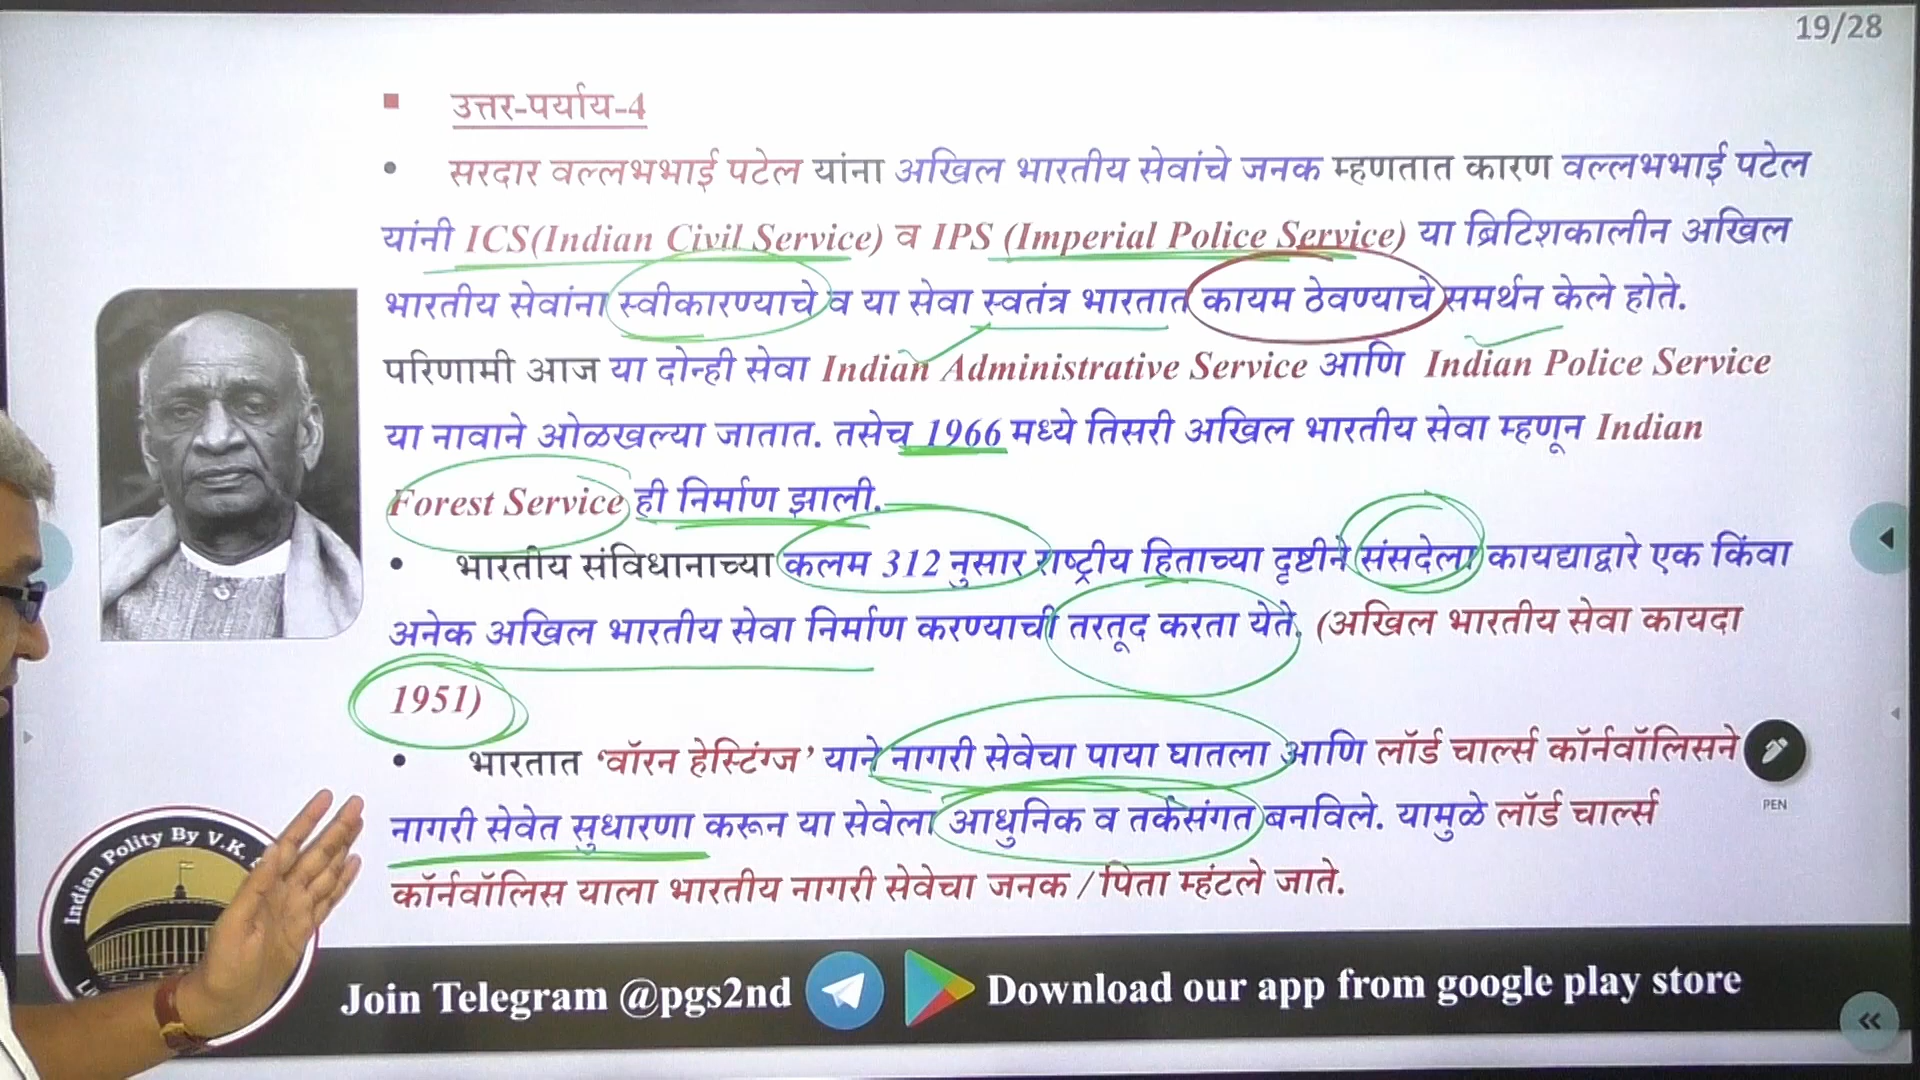 19/28
उत्तर-पर्याय-4
सरदार वल्लभभाई पटेल यांना अखिल भारतीय सेवांचे जनक म्हणतात कारण वल्लभभाई पटेल
यांनी ICS(Indian Civil Service) व IPS (Imperial Police Service) या ब्रिटिशकालीन अखिल
भारतीय सेवांना स्वीकारण्याचे व या सेवा स्वतंत्र भारतात कायम ठेवण्याचे समर्थन केले होते.
परिणामी आज या दोन्ही सेवा Indian Administrative Service आणि Indian Police Service
या नावाने ओळखल्या जातात. तसेच 1966 मध्ये तिसरी अखिल भारतीय सेवा म्हणून Indian
Forest Service ही निर्माण झाली.
भारतीय संविधानाच्या कलम 312 नुसार राष्ट्रीय हिताच्या दृष्टीने संसदेला कायद्याद्वारे एक किंवा
अनेक अखिल भारतीय सेवा निर्माण करण्याची तरतूद करता येते. (अखिल भारतीय सेवा कायदा
1951)
भारतात 'वॉरन हेस्टिंग्ज' याने नागरी सेवेचा पाया घातला आणि लॉर्ड चार्ल्स कॉर्नवॉलिसने
नागरी सेवेत सुधारणा करून या सेवेला आधुनिक व तर्कसंगत बनविले. यामुळे लॉर्ड चार्ल्स
कॉर्नवॉलिस याला भारतीय नागरी सेवेचा जनक / पिता म्हंटले जाते.
PEN
Indian Polity By V.K.
Join Telegram @pgs2nd
Download our app from google play store